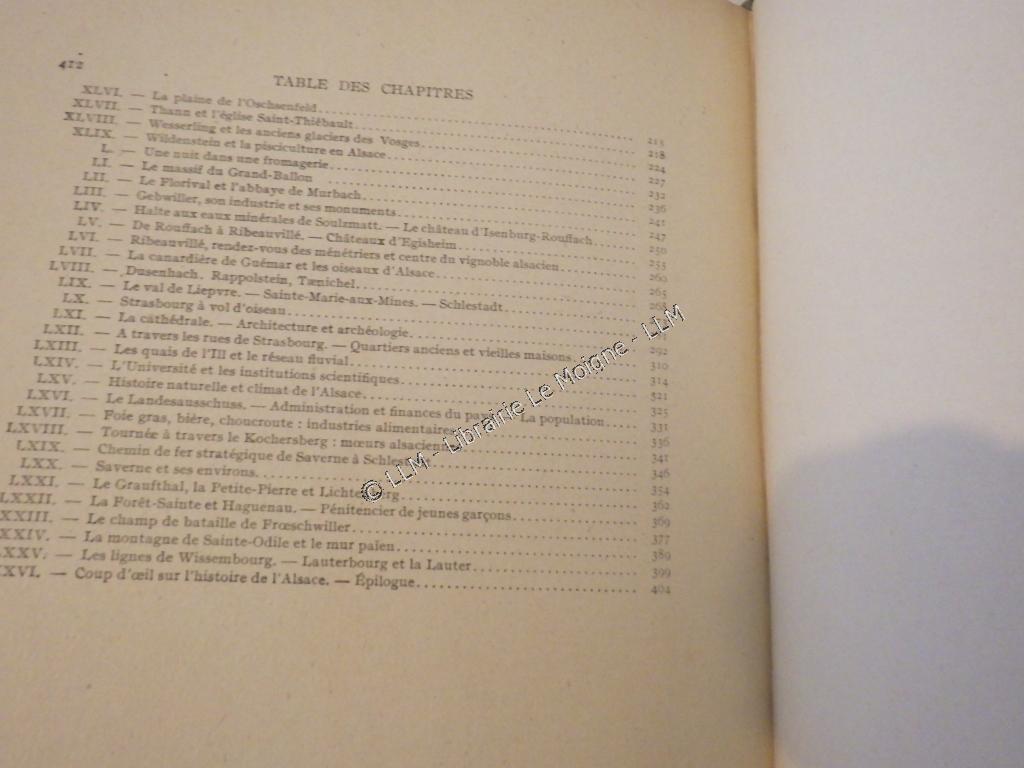 412
TABLE DES CHAPITRES
XLVI. — La plaine de l'Oschsenfeld 215
XLVII. — Thann et l'église Saint-Thiébault 218
XLVIII. — Wesserling et les anciens glaciers des Vosges 224
XLIX. — Wildenstein et la pisciculture en Alsace 227
L. — Une nuit dans une fromagerie 232
LI. — Le massif du Grand-Ballon 236
LII. — Le Florival et l'abbaye de Murbach 241
LIII. — Gebwiller, son industrie et ses monuments 247
LIV. — Halte aux eaux minérales de Soulzmatt. — Le château d'Isenburg-Rouffach 250
LV. — De Rouffach à Ribeauvillé. — Châteaux d'Egisheim 255
LVI. — Ribeauvillé, rendez-vous des ménétriers et centre du vignoble alsacien 260
LVII. — La canardière de Guémar et les oiseaux d'Alsace 265
LVIII. — Dusenbach, Rappolstein, Tænichel 268
LIX. — Le val de Liepvre. — Sainte-Marie-aux-Mines. — Schlestadt
LX. — Strasbourg à vol d'oiseau
LXI. — La cathédrale. — Architecture et archéologie
LXII. — A travers les rues de Strasbourg. — Quartiers anciens et vieilles maisons 292
LXIII. — Les quais de l'Ill et le réseau fluvial 310
LXIV. — L'Université et les institutions scientifiques 314
LXV. — Histoire naturelle et climat de l'Alsace 321
LXVI. — Le Landesausschuss. — Administration et finances du La population 325
LXVII. — Foie gras, bière, choucroute : industries alimentaires 331
LXVIII. — Tournée à travers le Kochersberg : mœurs 336
LXIX. — Chemin de fer stratégique de Saverne à 341
LXX. — Saverne et ses environs 346
LXXI. — Le Graufthal, la Petite-Pierre et 354
LXXII. — La Forêt-Sainte et Haguenau. — Pénitencier de jeunes garçons 362
XXIII. — Le champ de bataille de Frœschwiller 369
XXIV. — La montagne de Sainte-Odile et le mur païen 377
XXV. — Les lignes de Wissembourg. — Lauterbourg et la Lauter 389
XVI. — Coup d'œil sur l'histoire de l'Alsace. — Épilogue 399
404
© LLM - Librairie Le Moigne - LLM